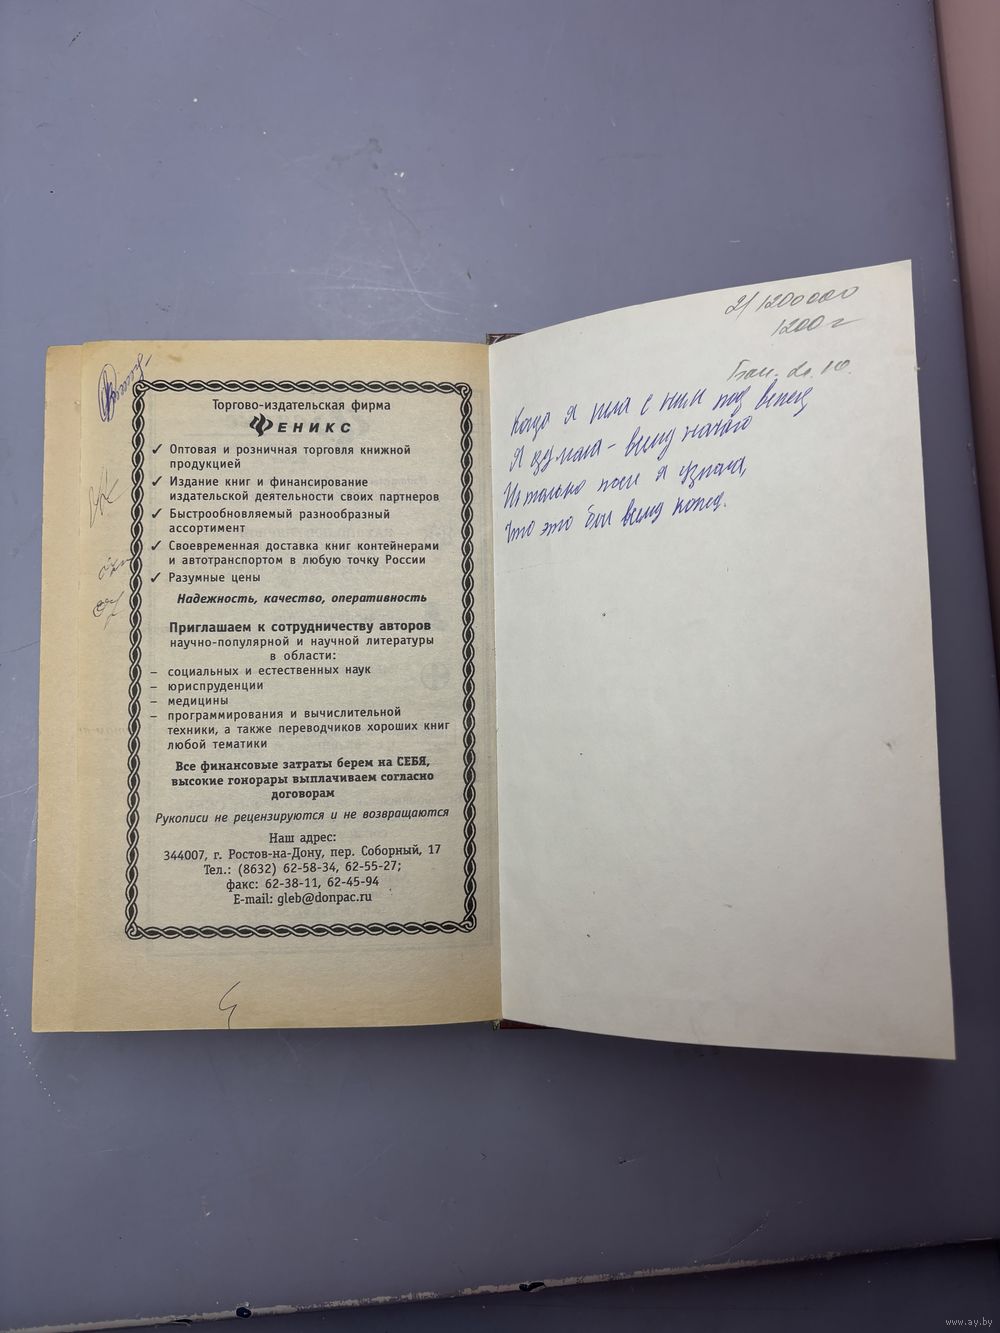 Торгово-издательская фирма
ФЕНИКС
✓ Оптовая и розничная торговля книжной
продукцией
✓ Издание книг и финансирование
издательской деятельности своих партнеров
✓ Быстрообновляемый разнообразный
ассортимент
✓ Своевременная доставка книг контейнерами
и автотранспортом в любую точку России
✓ Разумные цены
Надежность, качество, оперативность
Приглашаем к сотрудничеству авторов
научно-популярной и научной литературы
в области:
– социальных и естественных наук
– юриспруденции
– медицины
– программирования и вычислительной
техники, а также переводчиков хороших книг
любой тематики
Все финансовые затраты берем на СЕБЯ,
высокие гонорары выплачиваем согласно
договорам
Рукописи не рецензируются и не возвращаются
Наш адрес:
344007, г. Ростов-на-Дону, пер. Соборный, 17
Тел.: (8632) 62-58-34, 62-55-27;
факс: 62-38-11, 62-45-94
E-mail: gleb@donpac.ru
2/1200000
1200
Когда я шла с ним под венец
Я думала - всему начало
И только после я узнала,
Что это был всему конец.
www.ay.by